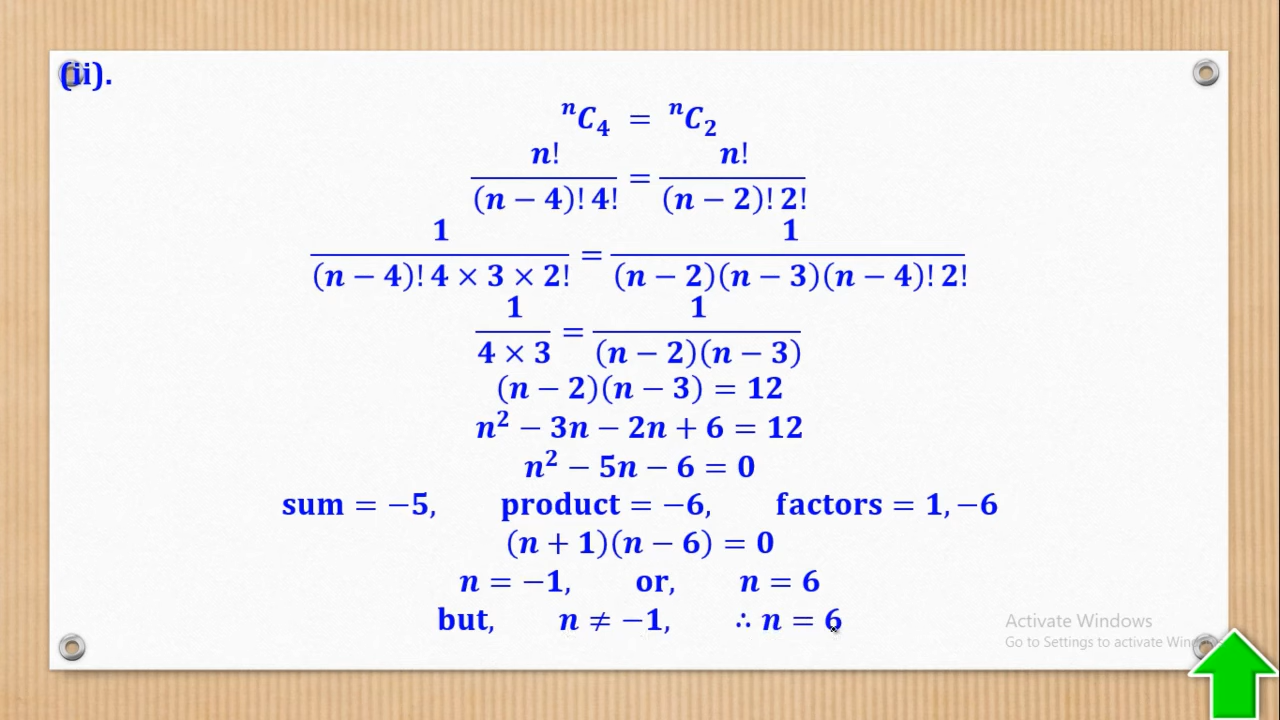 (ii).
ⁿC₄ = ⁿC₂
n!/((n − 4)! 4!) = n!/((n − 2)! 2!)
1/((n − 4)! 4 × 3 × 2!) = 1/((n − 2)(n − 3)(n − 4)! 2!)
1/(4 × 3) = 1/((n − 2)(n − 3))
(n − 2)(n − 3) = 12
n² − 3n − 2n + 6 = 12
n² − 5n − 6 = 0
sum = −5, product = −6, factors = 1, −6
(n + 1)(n − 6) = 0
n = −1, or, n = 6
but, n ≠ −1, ∴ n = 6
Activate Windows
Go to Settings to activate Windows